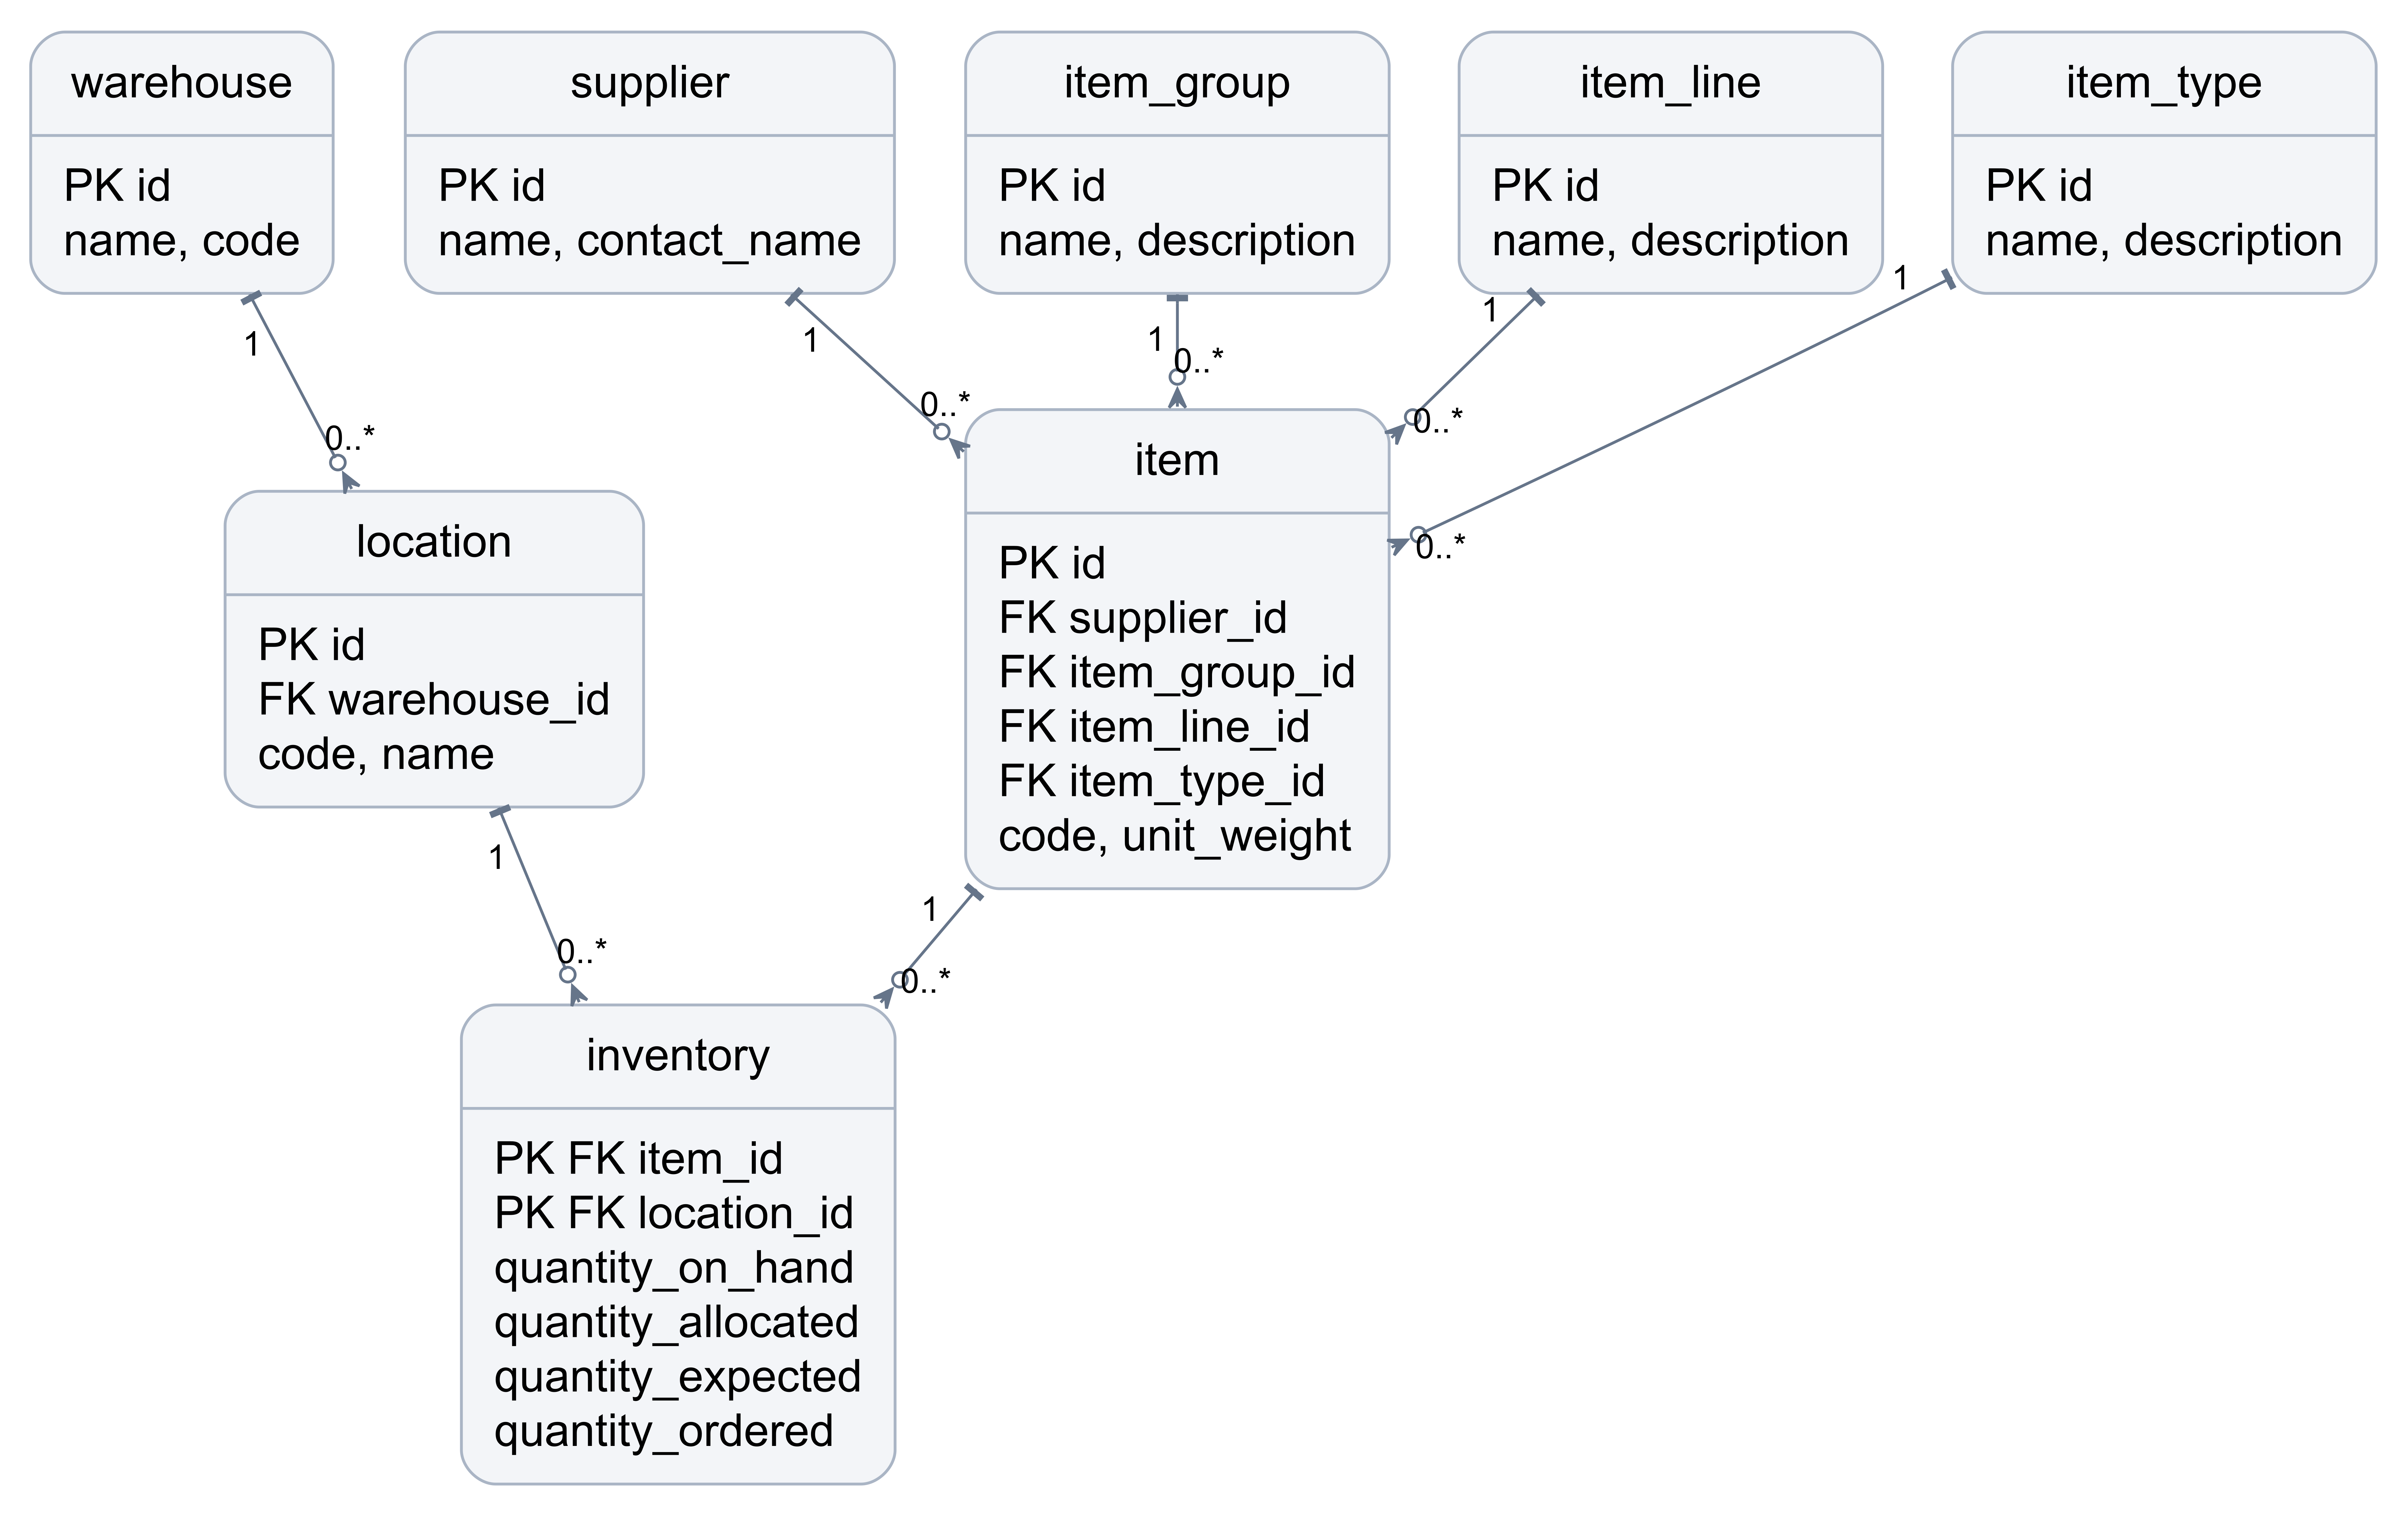 warehouse
PK id
name, code
supplier
PK id
name, contact_name
item_group
PK id
name, description
item_line
PK id
name, description
item_type
PK id
name, description
1
0..*
1
0..*
1
0..*
1
0..*
1
0..*
location
PK id
FK warehouse_id
code, name
item
PK id
FK supplier_id
FK item_group_id
FK item_line_id
FK item_type_id
code, unit_weight
1
0..*
1
0..*
inventory
PK FK item_id
PK FK location_id
quantity_on_hand
quantity_allocated
quantity_expected
quantity_ordered